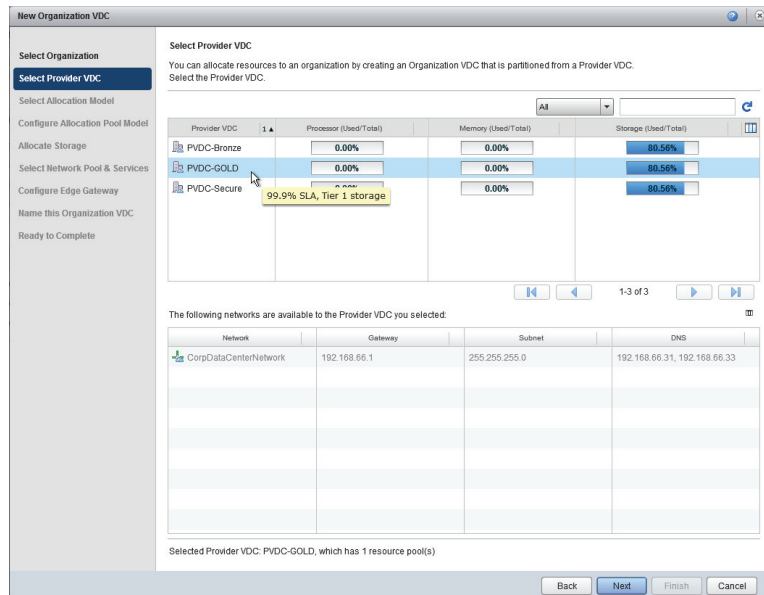 New Organization VDC
Select Organization
Select Provider VDC
Select Allocation Model
Configure Allocation Pool Model
Allocate Storage
Select Network Pool & Services
Configure Edge Gateway
Name this Organization VDC
Ready to Complete
Select Provider VDC
You can allocate resources to an organization by creating an Organization VDC that is partitioned from a Provider VDC.
Select the Provider VDC.
All
Provider VDC 1 ▲ Processor (Used/Total) Memory (Used/Total) Storage (Used/Total)
PVDC-Bronze 0.00% 0.00% 80.56%
PVDC-GOLD 0.00% 0.00% 80.56%
PVDC-Secure 0.00% 0.00% 80.56%
99.9% SLA, Tier 1 storage
1-3 of 3
The following networks are available to the Provider VDC you selected:
Network Gateway Subnet DNS
CorpDataCenterNetwork 192.168.66.1 255.255.255.0 192.168.66.31, 192.168.66.33
Selected Provider VDC: PVDC-GOLD, which has 1 resource pool(s)
Back Next Finish Cancel